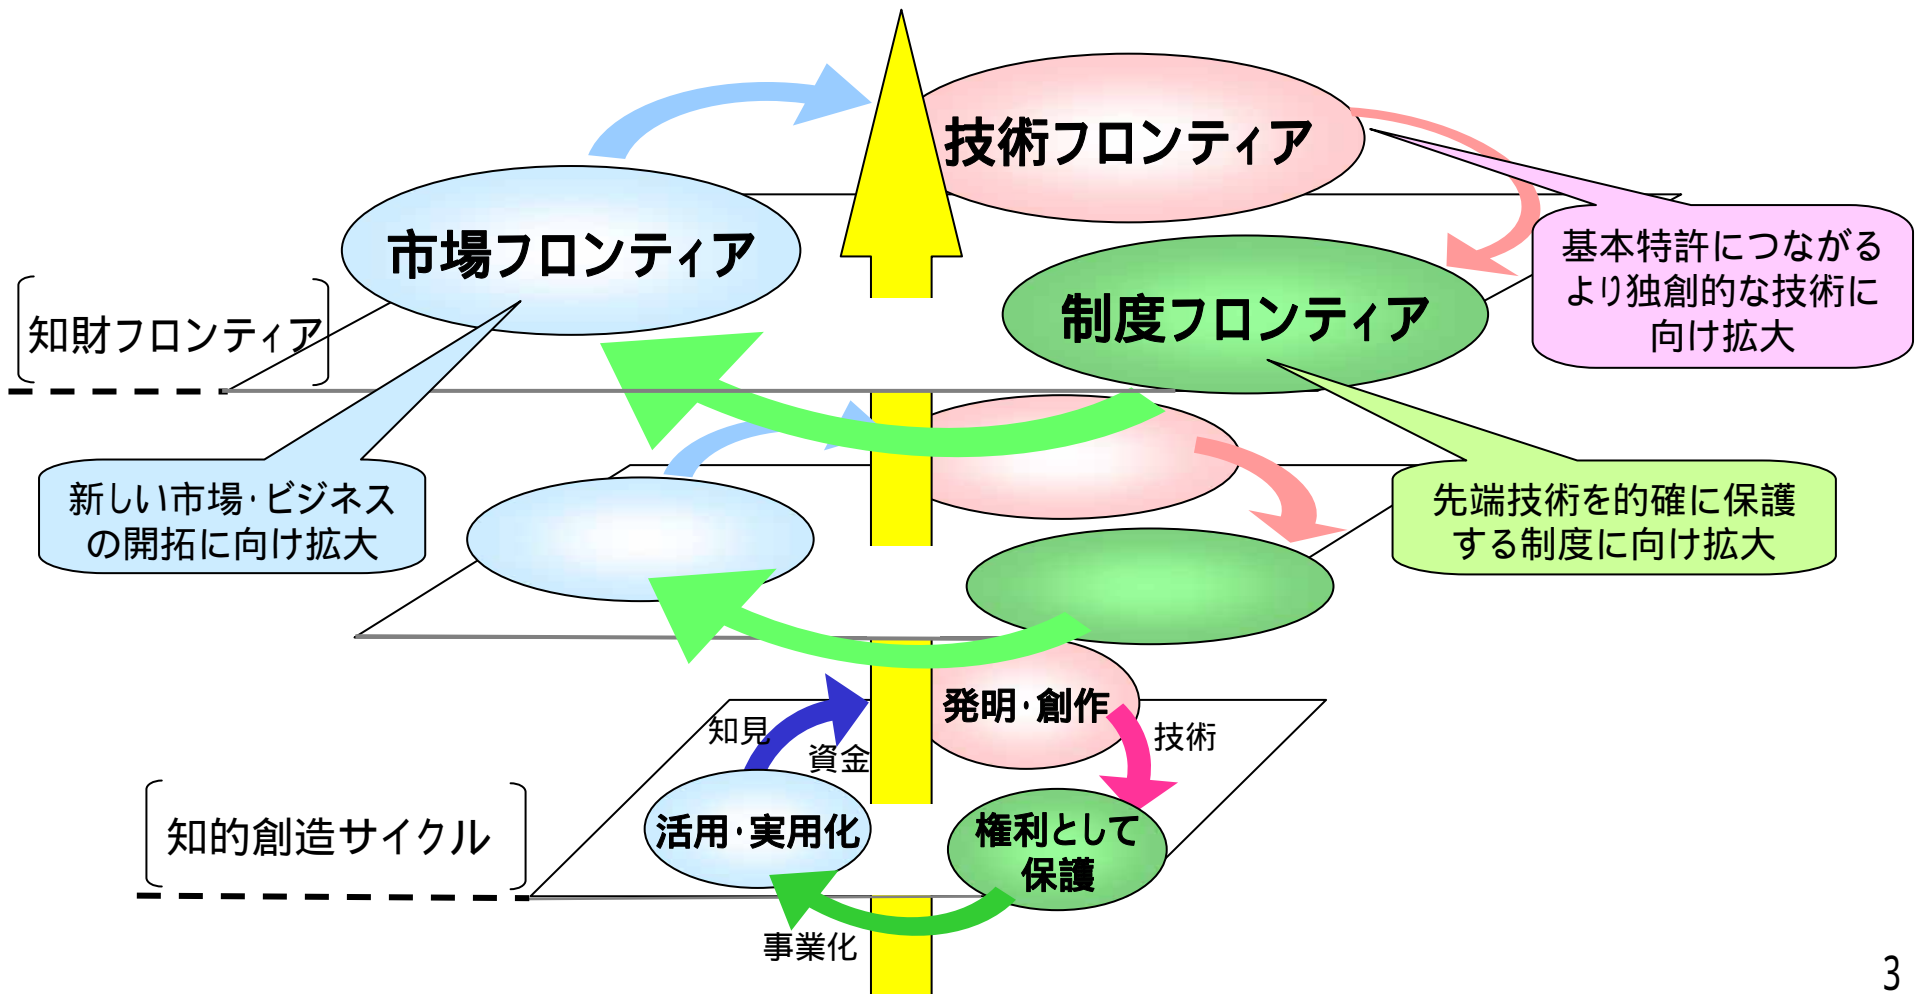 技術フロンティア
市場フロンティア
基本特許につながる
より独創的な技術に
向け拡大
制度フロンティア
知財フロンティア
新しい市場・ビジネス
の開拓に向け拡大
先端技術を的確に保護
する制度に向け拡大
発明・創作
知見
資金
技術
活用・実用化
権利として
保護
知的創造サイクル
事業化
3